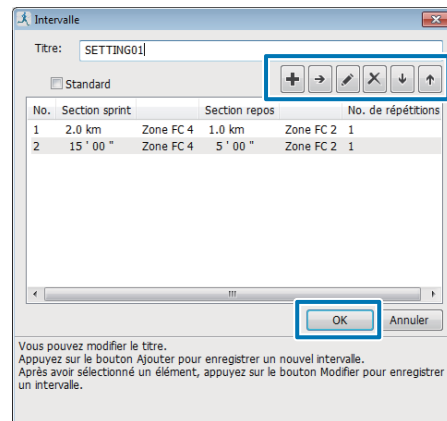 Intervalle
Titre: SETTING01
Standard
No. Section sprint Section repos No. de répétitions
1 2.0 km Zone FC 4 1.0 km Zone FC 2 1
2 15 ' 00 " Zone FC 4 5 ' 00 " Zone FC 2 1
OK Annuler
Vous pouvez modifier le titre.
Appuyez sur le bouton Ajouter pour enregistrer un nouvel intervalle.
Après avoir sélectionné un élément, appuyez sur le bouton Modifier pour enregistrer
un intervalle.